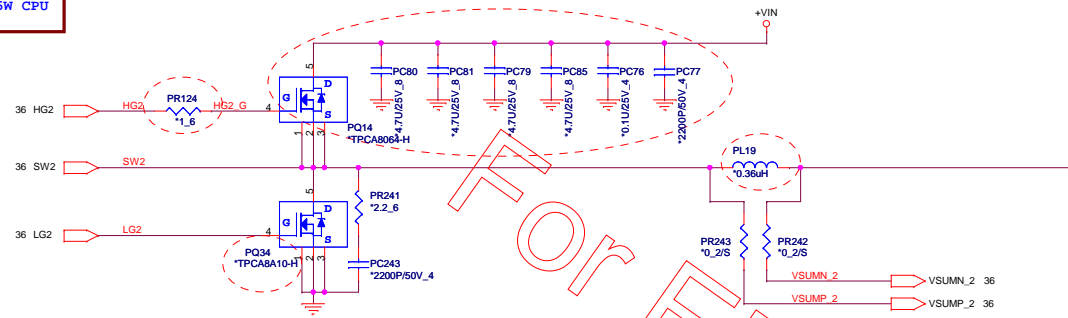 5W CPU
+VIN
5
D
G
S
4
1
2
3
PC80
*4.7U/25V_8
PC81
*4.7U/25V_8
PC79
*4.7U/25V_8
PC85
*4.7U/25V_8
PC76
*0.1U/25V_4
PC77
*2200P/50V_4
36 HG2
HG2
PR124
*1_6
HG2_G
PQ14
*TPCA8064-H
36 SW2
SW2
PL19
*0.36uH
5
D
G
S
4
1
2
3
PR241
*2.2_6
36 LG2
LG2
PQ34
*TPCA8A10-H
PC243
*2200P/50V_4
PR243
*0_2/S
PR242
*0_2/S
VSUMN_2
VSUMN_2 36
VSUMP_2
VSUMP_2 36
For